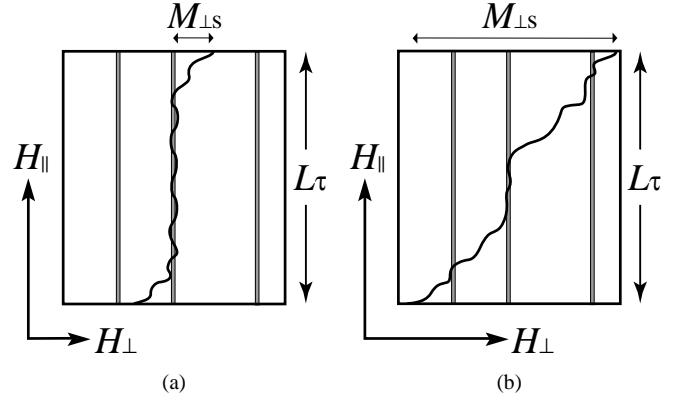 M⊥s M⊥s
H∥ Lτ H∥ Lτ
H⊥ H⊥
(a) (b)